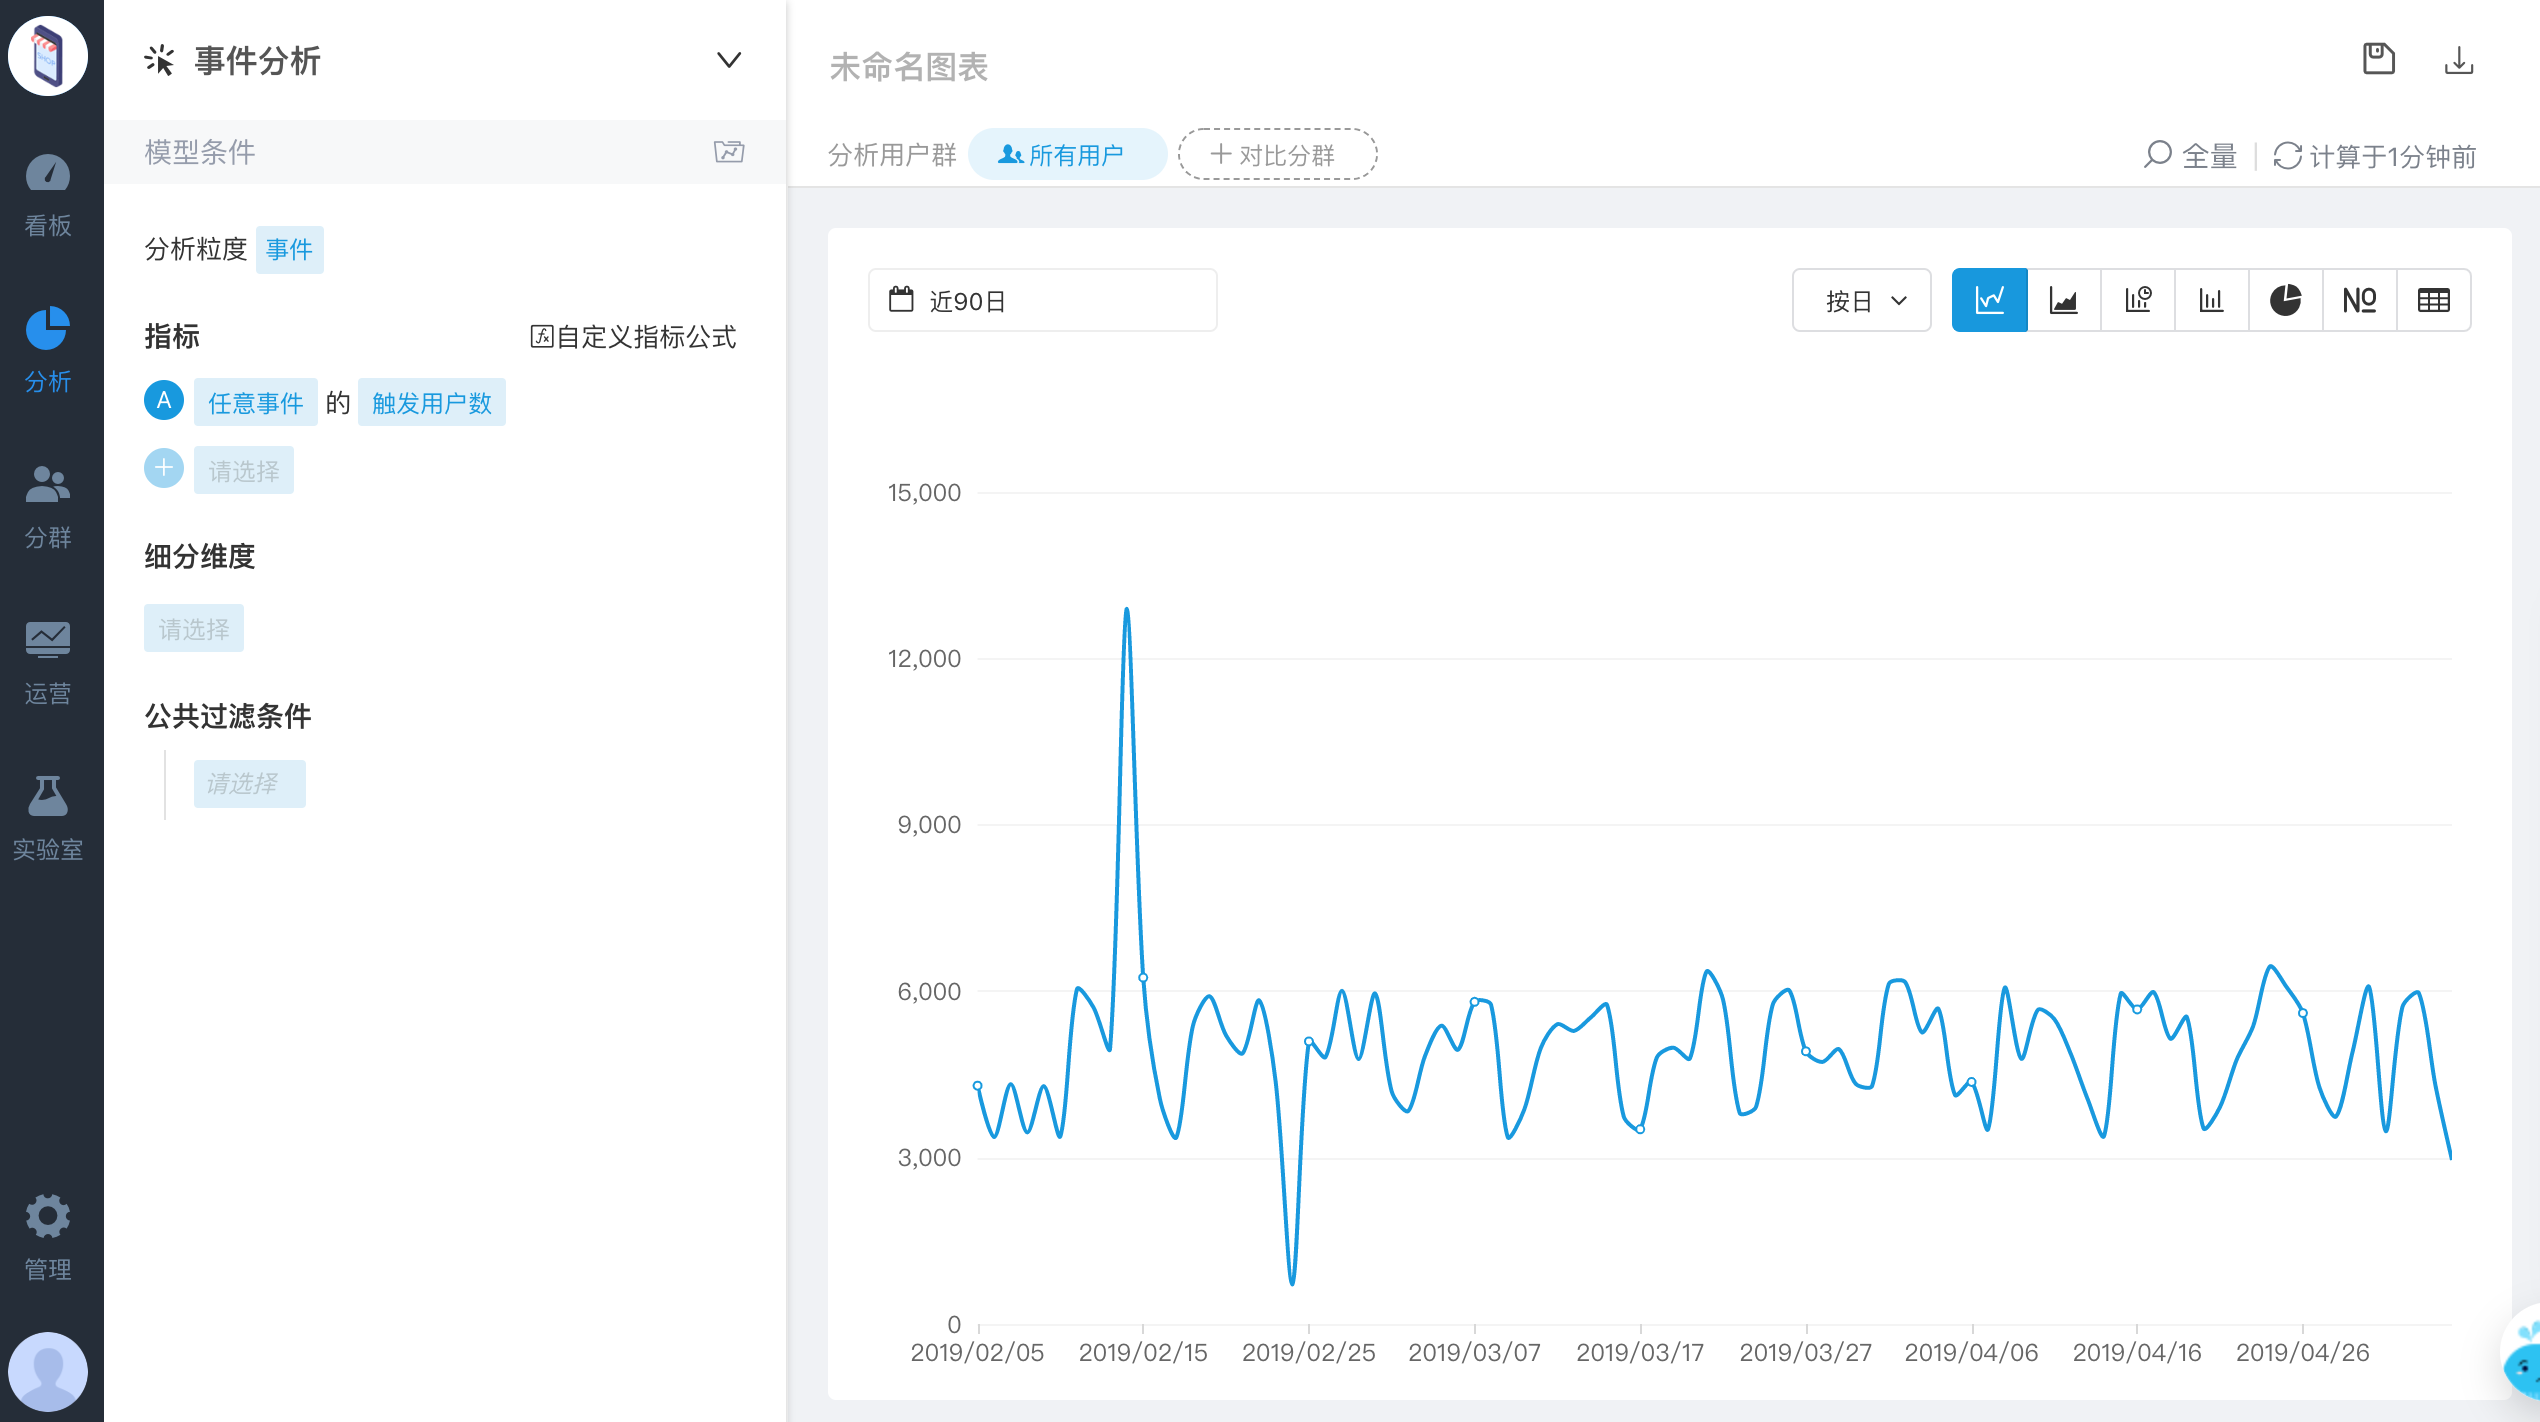 看板
分析
分群
运营
实验室
管理
事件分析
模型条件
分析粒度 事件
指标 自定义指标公式
A 任意事件 的 触发用户数
请选择
细分维度
请选择
公共过滤条件
请选择
未命名图表
分析用户群 所有用户 + 对比分群 全量 | 计算于1分钟前
近90日 按日 Nº
15,000
12,000
9,000
6,000
3,000
0
2019/02/05 2019/02/15 2019/02/25 2019/03/07 2019/03/17 2019/03/27 2019/04/06 2019/04/16 2019/04/26